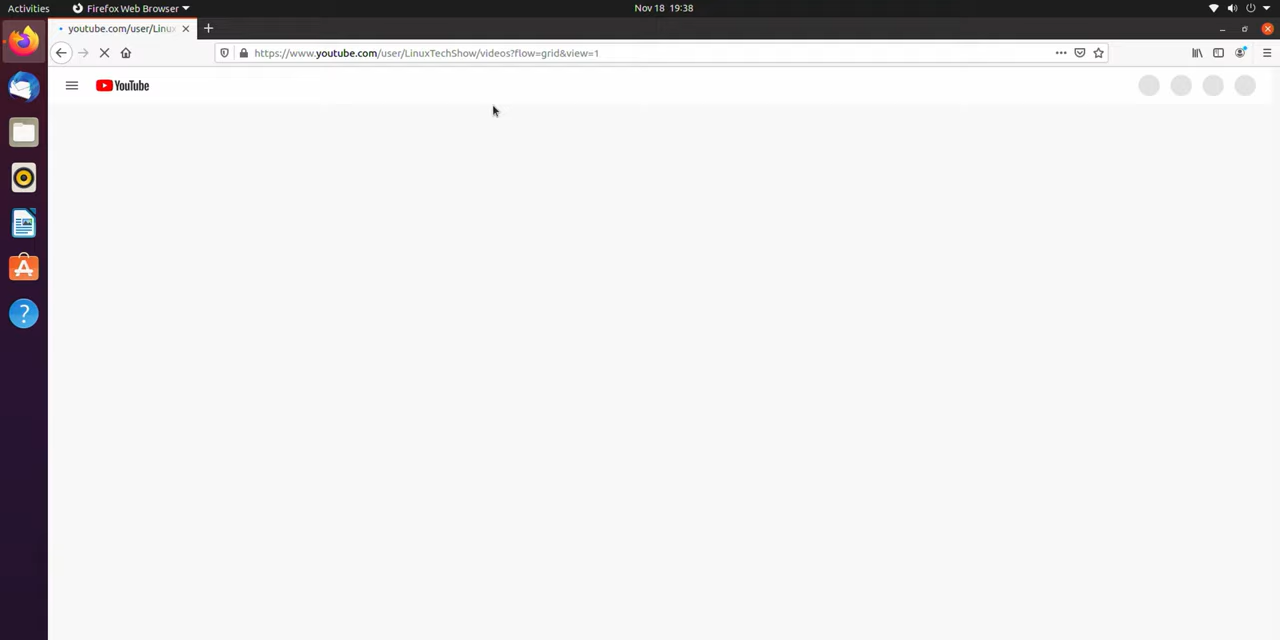 Activities
Firefox Web Browser
Nov 18 19:38
youtube.com/user/Linux
https://www.youtube.com/user/LinuxTechShow/videos?flow=grid&view=1
YouTube